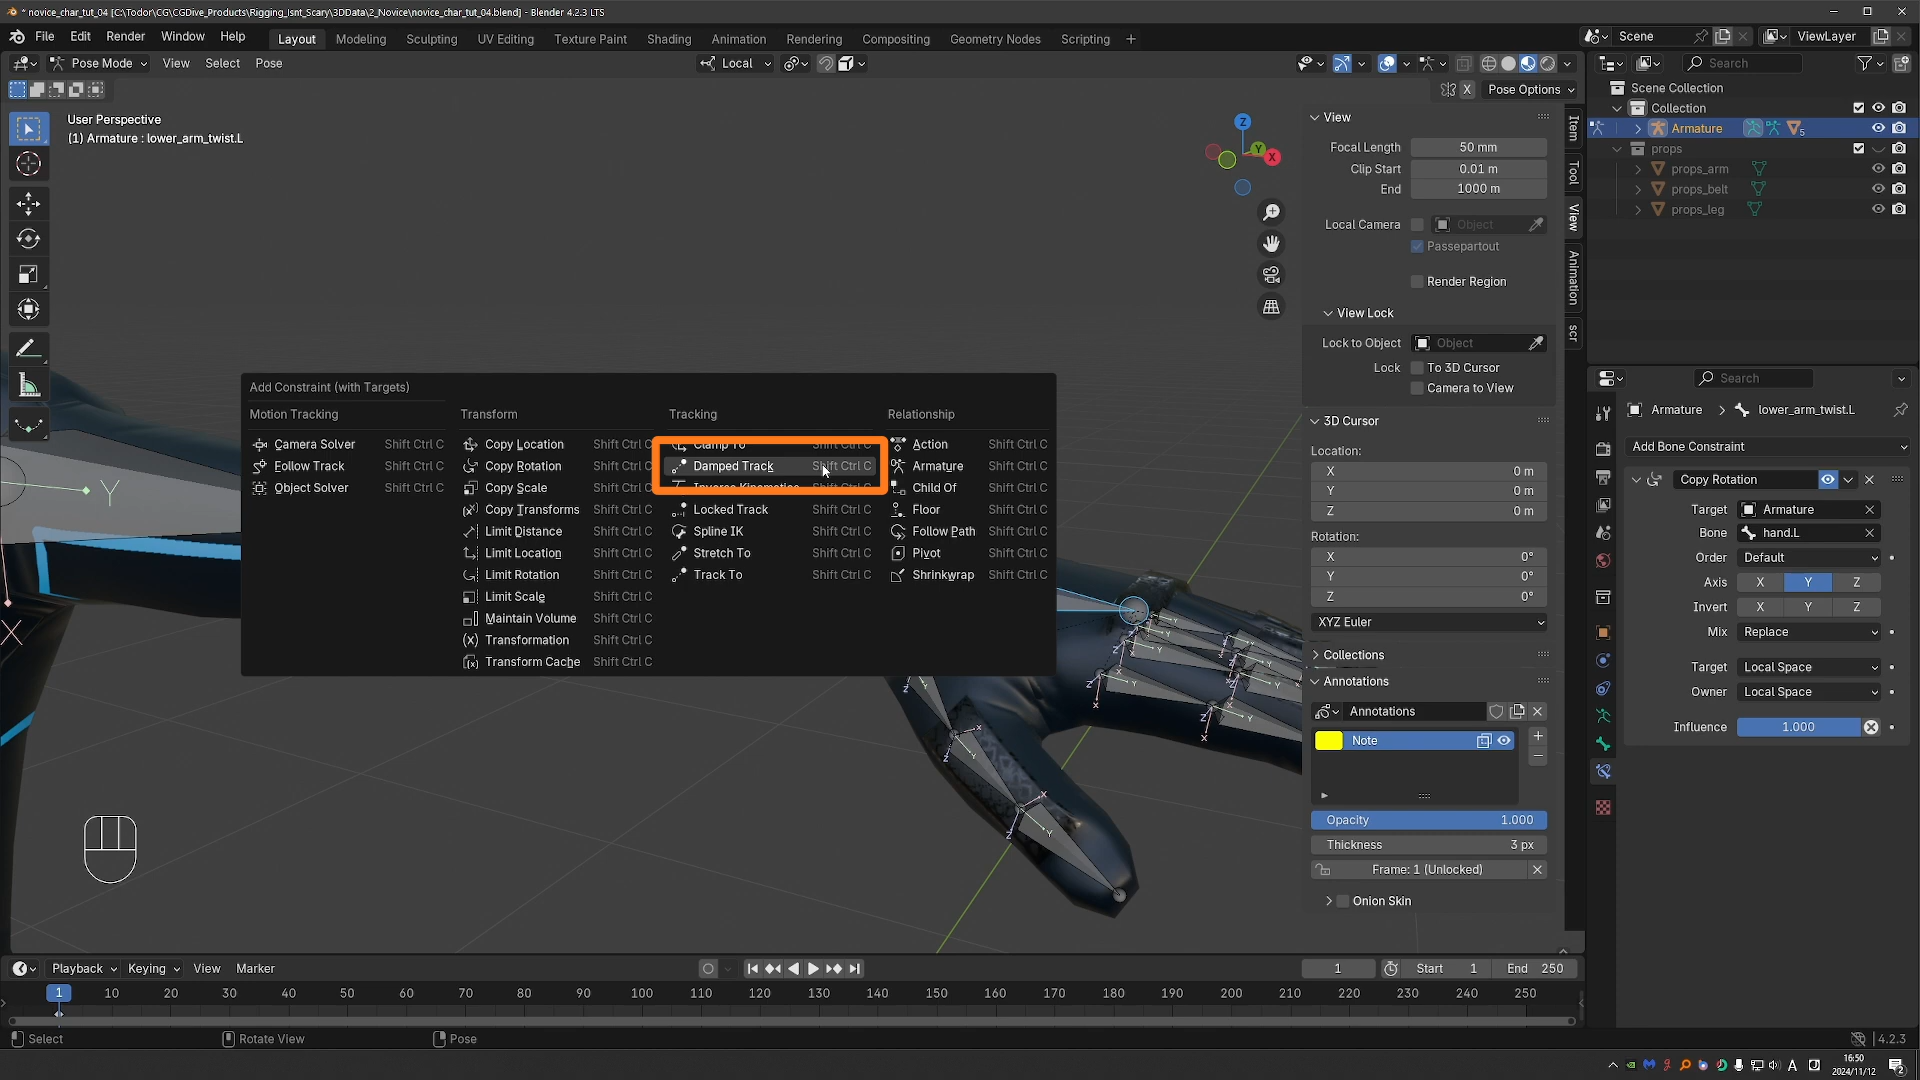 * novice_char_tut_04 [C:\Todor\CG\CGDive_Products\Rigging_Isnt_Scary\3DData\2_Novice\novice_char_tut_04.blend] - Blender 4.2.3 LTS
File Edit Render Window Help Layout Modeling Sculpting UV Editing Texture Paint Shading Animation Rendering Compositing Geometry Nodes Scripting + Scene ViewLayer
Pose Mode View Select Pose Local Search
X Pose Options
User Perspective
(1) Armature : lower_arm_twist.L
Z
Y
X
Add Constraint (with Targets)
Motion Tracking
Camera Solver Shift Ctrl C
Follow Track Shift Ctrl C
Object Solver Shift Ctrl C
Transform
Copy Location Shift Ctrl C
Copy Rotation Shift Ctrl C
Copy Scale Shift Ctrl C
Copy Transforms Shift Ctrl C
Limit Distance Shift Ctrl C
Limit Location Shift Ctrl C
Limit Rotation Shift Ctrl C
Limit Scale Shift Ctrl C
Maintain Volume Shift Ctrl C
Transformation Shift Ctrl C
Transform Cache Shift Ctrl C
Tracking
Clamp To Shift Ctrl C
Damped Track Shift Ctrl C
Inverse Kinematics Shift Ctrl C
Locked Track Shift Ctrl C
Spline IK Shift Ctrl C
Stretch To Shift Ctrl C
Track To Shift Ctrl C
Relationship
Action Shift Ctrl C
Armature Shift Ctrl C
Child Of Shift Ctrl C
Floor Shift Ctrl C
Follow Path Shift Ctrl C
Pivot Shift Ctrl C
Shrinkwrap Shift Ctrl C
Y
X
View
Focal Length 50 mm
Clip Start 0.01 m
End 1000 m
Local Camera Object
Passepartout
Render Region
View Lock
Lock to Object Object
Lock To 3D Cursor
Camera to View
3D Cursor
Location:
X 0 m
Y 0 m
Z 0 m
Rotation:
X 0°
Y 0°
Z 0°
XYZ Euler
Collections
Annotations
Annotations
Note
Opacity 1.000
Thickness 3 px
Frame: 1 (Unlocked)
Onion Skin
Item
Tool
View
Animation
scr
Scene Collection
Collection
Armature 5
props
props_arm
props_belt
props_leg
Search
Armature lower_arm_twist.L
Add Bone Constraint
Copy Rotation
Target Armature
Bone hand.L
Order Default
Axis X Y Z
Invert X Y Z
Mix Replace
Target Local Space
Owner Local Space
Influence 1.000
Playback Keying View Marker 1 Start 1 End 250
1 10 20 30 40 50 60 70 80 90 100 110 120 130 140 150 160 170 180 190 200 210 220 230 240 250
Select Rotate View Pose 4.2.3
A 16:50
2024/11/12 2